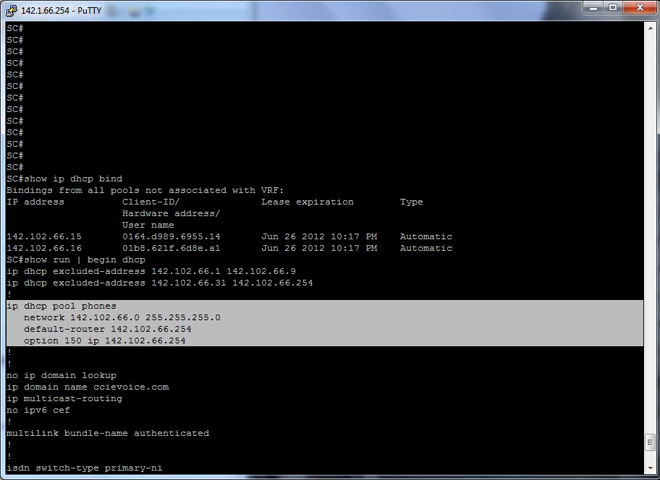 142.1.66.254 - PuTTY
SC#
SC#
SC#
SC#
SC#
SC#
SC#
SC#
SC#
SC#
SC#
SC#
SC#
SC#show ip dhcp bind
Bindings from all pools not associated with VRF:
IP address Client-ID/ Lease expiration Type
Hardware address/
User name
142.102.66.15 0164.d989.6955.14 Jun 26 2012 10:17 PM Automatic
142.102.66.16 01b8.621f.6d8e.a1 Jun 26 2012 10:17 PM Automatic
SC#show run | begin dhcp
ip dhcp excluded-address 142.102.66.1 142.102.66.9
ip dhcp excluded-address 142.102.66.31 142.102.66.254
!
ip dhcp pool phones
network 142.102.66.0 255.255.255.0
default-router 142.102.66.254
option 150 ip 142.102.66.254
!
!
no ip domain lookup
ip domain name ccievoice.com
ip multicast-routing
no ipv6 cef
!
multilink bundle-name authenticated
!
!
isdn switch-type primary-ni